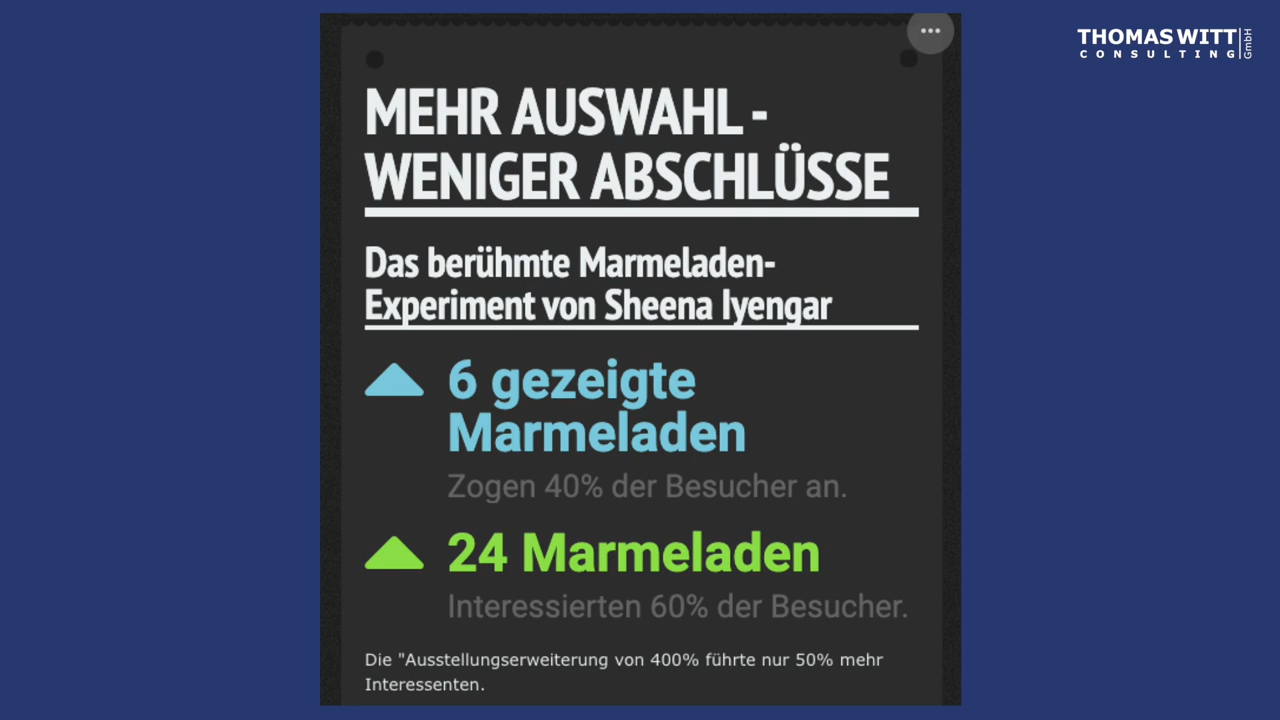 THOMAS WITT
CONSULTING
GmbH
MEHR AUSWAHL -
WENIGER ABSCHLÜSSE
Das berühmte Marmeladen-
Experiment von Sheena Iyengar
6 gezeigte
Marmeladen
Zogen 40% der Besucher an.
24 Marmeladen
Interessierten 60% der Besucher.
Die "Ausstellungserweiterung von 400% führte nur 50% mehr
Interessenten.